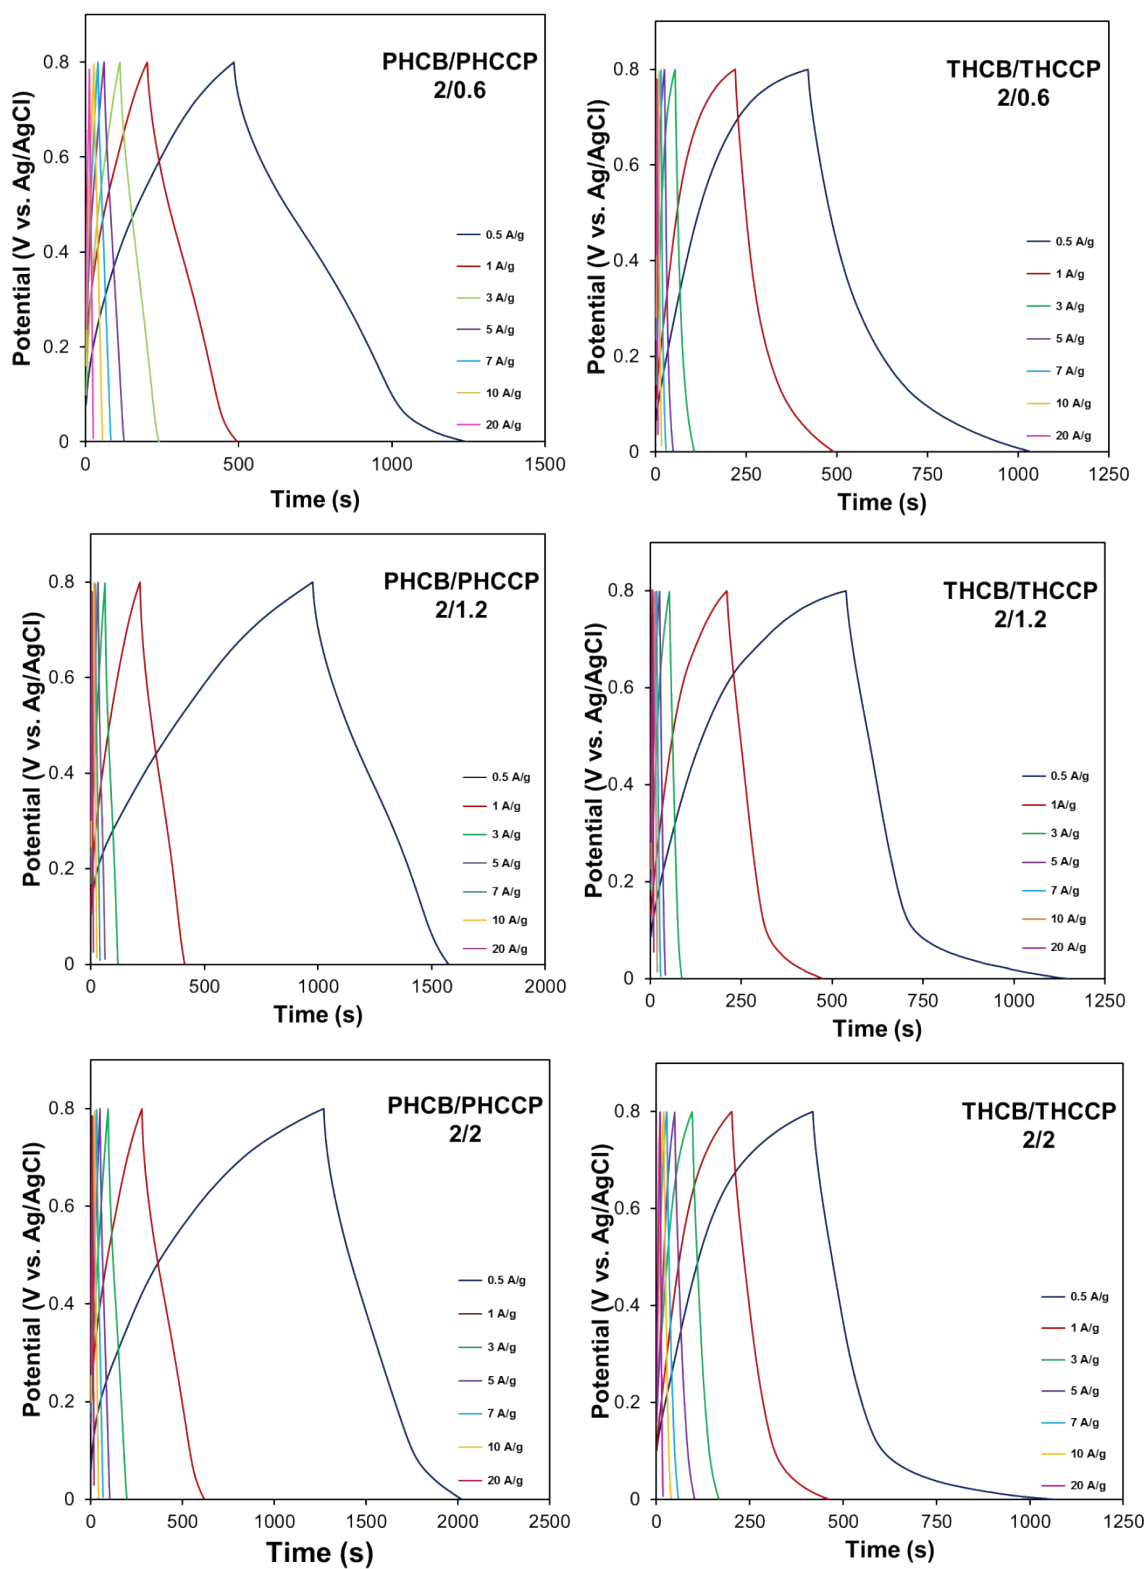 PHCB/PHCCP
2/0.6
Potential (V vs. Ag/AgCl)
0.8
0.6
0.4
0.2
0
0.5 A/g
1 A/g
3 A/g
5 A/g
7 A/g
10 A/g
20 A/g
0 500 1000 1500
Time (s)
THCB/THCCP
2/0.6
Potential (V vs. Ag/AgCl)
0.8
0.6
0.4
0.2
0
0.5 A/g
1 A/g
3 A/g
5 A/g
7 A/g
10 A/g
20 A/g
0 250 500 750 1000 1250
Time (s)
PHCB/PHCCP
2/1.2
Potential (V vs. Ag/AgCl)
0.8
0.6
0.4
0.2
0
0.5 A/g
1 A/g
3 A/g
5 A/g
7 A/g
10 A/g
20 A/g
0 500 1000 1500 2000
Time (s)
THCB/THCCP
2/1.2
Potential (V vs. Ag/AgCl)
0.8
0.6
0.4
0.2
0
0.5 A/g
1A/g
3 A/g
5 A/g
7 A/g
10 A/g
20 A/g
0 250 500 750 1000 1250
Time (s)
PHCB/PHCCP
2/2
Potential (V vs. Ag/AgCl)
0.8
0.6
0.4
0.2
0
0.5 A/g
1 A/g
3 A/g
5 A/g
7 A/g
10 A/g
20 A/g
0 500 1000 1500 2000 2500
Time (s)
THCB/THCCP
2/2
Potential (V vs. Ag/AgCl)
0.8
0.6
0.4
0.2
0
0.5 A/g
1 A/g
3 A/g
5 A/g
7 A/g
10 A/g
20 A/g
0 250 500 750 1000 1250
Time (s)